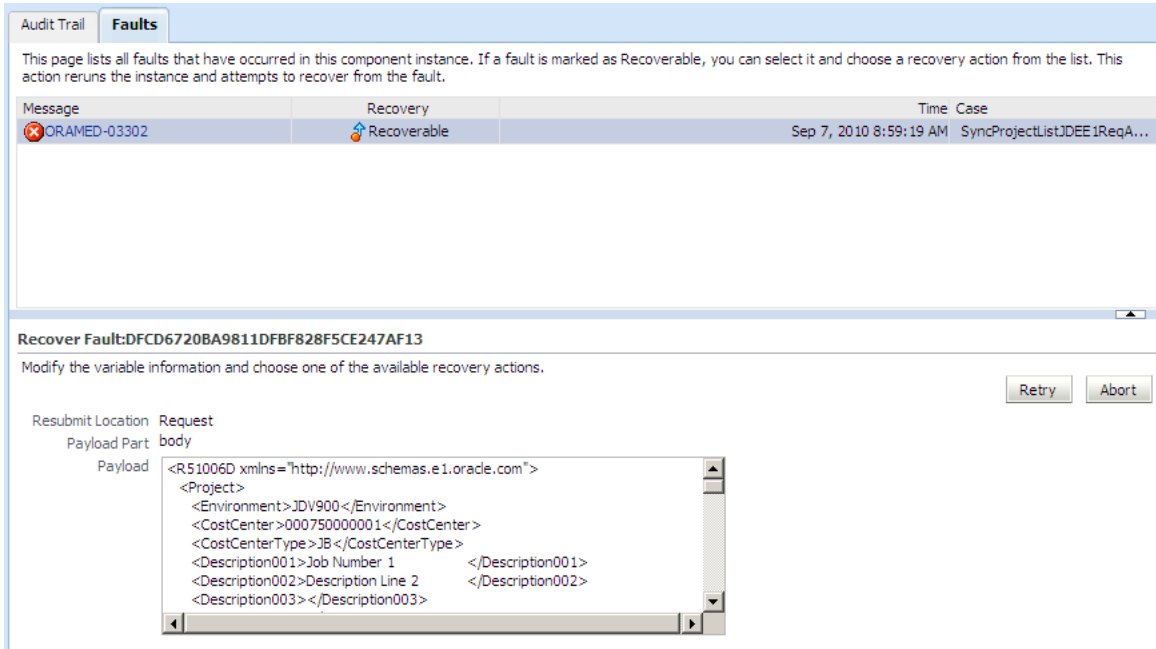 Audit Trail Faults
This page lists all faults that have occurred in this component instance. If a fault is marked as Recoverable, you can select it and choose a recovery action from the list. This
action reruns the instance and attempts to recover from the fault.
Message Recovery Time Case
ORAMED-03302 Recoverable Sep 7, 2010 8:59:19 AM SyncProjectListJDEE1ReqA...
Recover Fault:DFCD6720BA9811DFBF828F5CE247AF13
Modify the variable information and choose one of the available recovery actions.
Retry Abort
Resubmit Location Request
Payload Part body
Payload <R51006D xmlns="http://www.schemas.e1.oracle.com">
<Project>
<Environment>JDV900</Environment>
<CostCenter>000750000001</CostCenter>
<CostCenterType>JB</CostCenterType>
<Description001>Job Number 1 </Description001>
<Description002>Description Line 2 </Description002>
<Description003></Description003>